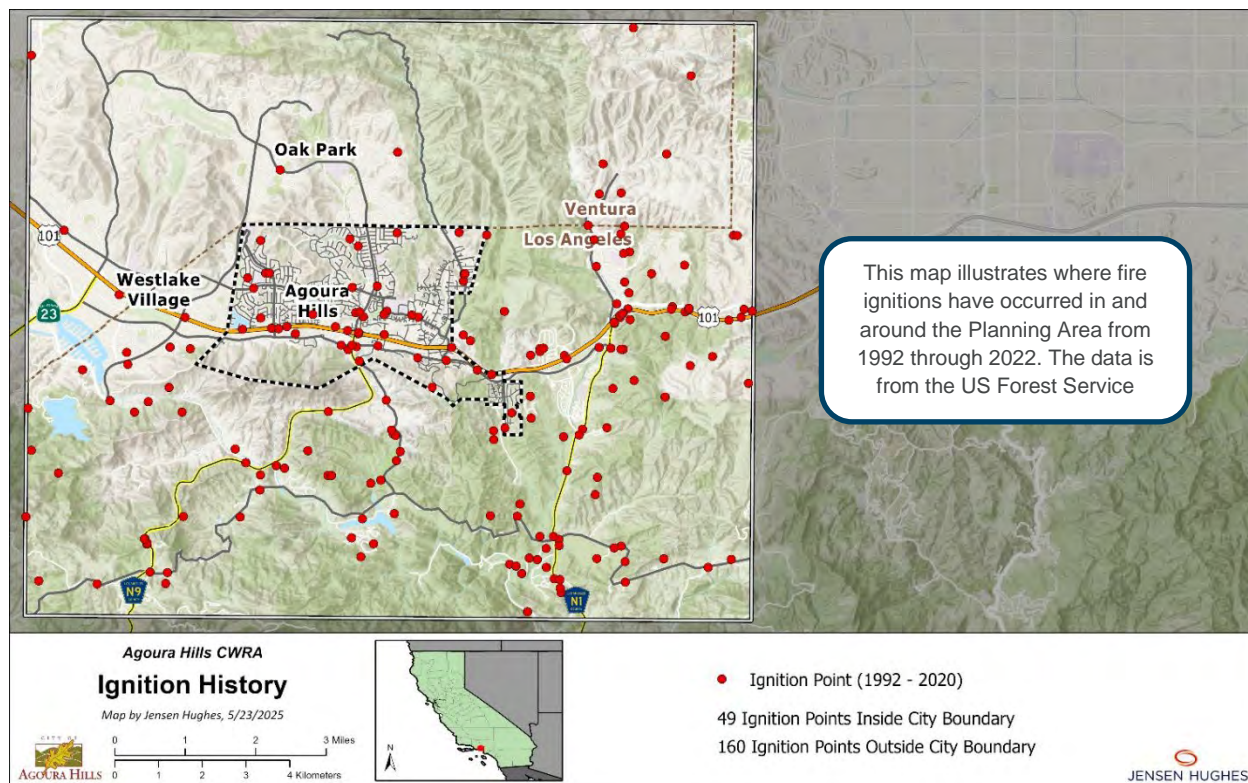 Oak Park
Ventura
Los Angeles
101
Westlake
Village
23
Agoura
Hills
101
N9
N1
This map illustrates where fire
ignitions have occurred in and
around the Planning Area from
1992 through 2022. The data is
from the US Forest Service
Agoura Hills CWRA
Ignition History
Map by Jensen Hughes, 5/23/2025
0 1 2 3 Miles
0 1 2 3 4 Kilometers
CITY OF
AGOURA HILLS
N
Ignition Point (1992 - 2020)
49 Ignition Points Inside City Boundary
160 Ignition Points Outside City Boundary
JENSEN HUGHES